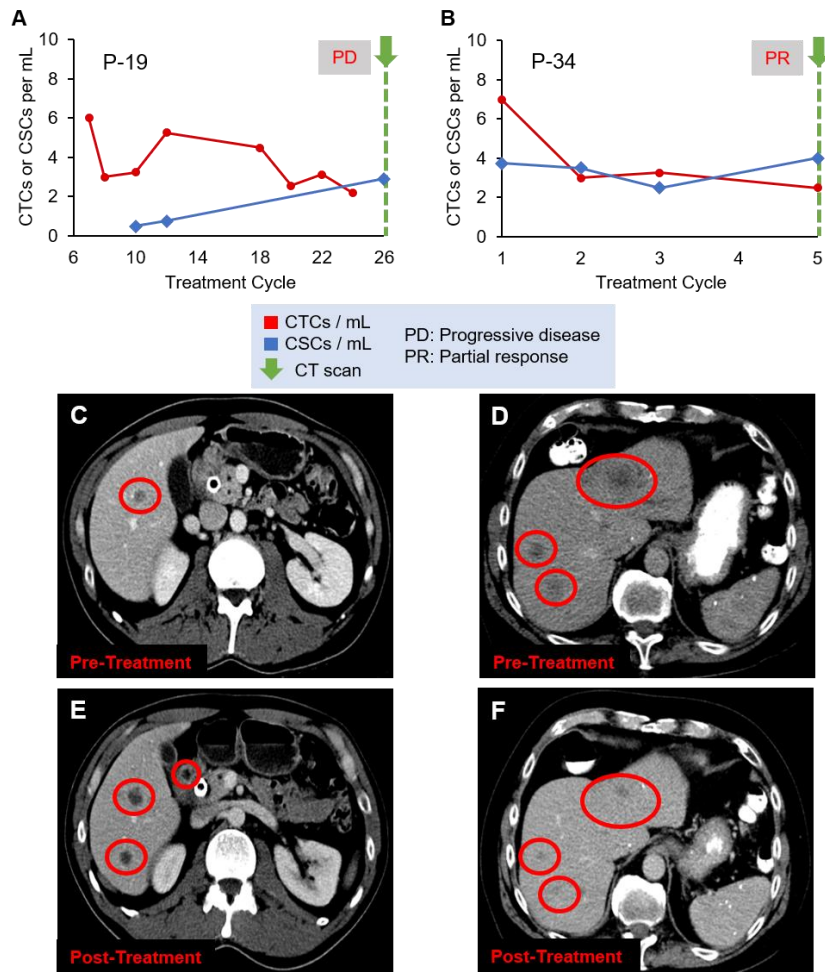 A
B
10
8
6
4
2
0
P-19
PD
CTCs or CSCs per mL
6
10
14
18
22
26
Treatment Cycle
10
8
6
4
2
0
P-34
PR
CTCs or CSCs per mL
1
2
3
4
5
Treatment Cycle
CTCs / mL
CSCs / mL
CT scan
PD: Progressive disease
PR: Partial response
C
Pre-Treatment
D
Pre-Treatment
E
Post-Treatment
F
Post-Treatment